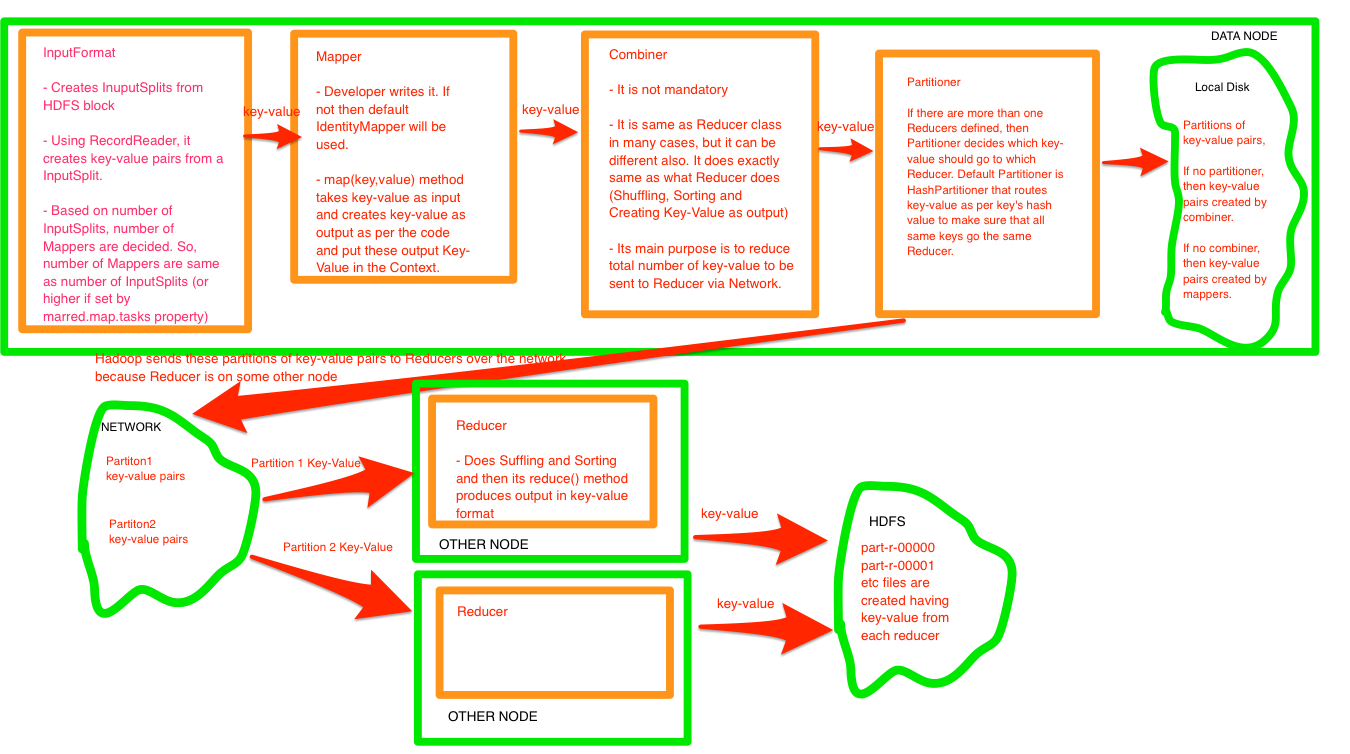 DATA NODE
InputFormat
- Creates InuputSplits from
HDFS block
- Using RecordReader, it
creates key-value pairs from a
InputSplit.
- Based on number of
InputSplits, number of
Mappers are decided. So,
number of Mappers are same
as number of InputSplits (or
higher if set by
marred.map.tasks property)
key-value
Mapper
- Developer writes it. If
not then default
IdentityMapper will be
used.
- map(key,value) method
takes key-value as input
and creates key-value as
output as per the code
and put these output Key-
Value in the Context.
key-value
Combiner
- It is not mandatory
- It is same as Reducer class
in many cases, but it can be
different also. It does exactly
same as what Reducer does
(Shuffling, Sorting and
Creating Key-Value as output)
- Its main purpose is to reduce
total number of key-value to be
sent to Reducer via Network.
key-value
Partitioner
If there are more than one
Reducers defined, then
Partitioner decides which key-
value should go to which
Reducer. Default Partitioner is
HashPartitioner that routes
key-value as per key's hash
value to make sure that all
same keys go the same
Reducer.
Local Disk
Partitions of
key-value pairs,
If no partitioner,
then key-value
pairs created by
combiner.
If no combiner,
then key-value
pairs created by
mappers.
Hadoop sends these partitions of key-value pairs to Reducers over the network
because Reducer is on some other node
NETWORK
Partiton1
key-value pairs
Partiton2
key-value pairs
Partition 1 Key-Value
Partition 2 Key-Value
Reducer
- Does Suffling and Sorting
and then its reduce() method
produces output in key-value
format
OTHER NODE
Reducer
OTHER NODE
key-value
key-value
HDFS
part-r-00000
part-r-00001
etc files are
created having
key-value from
each reducer